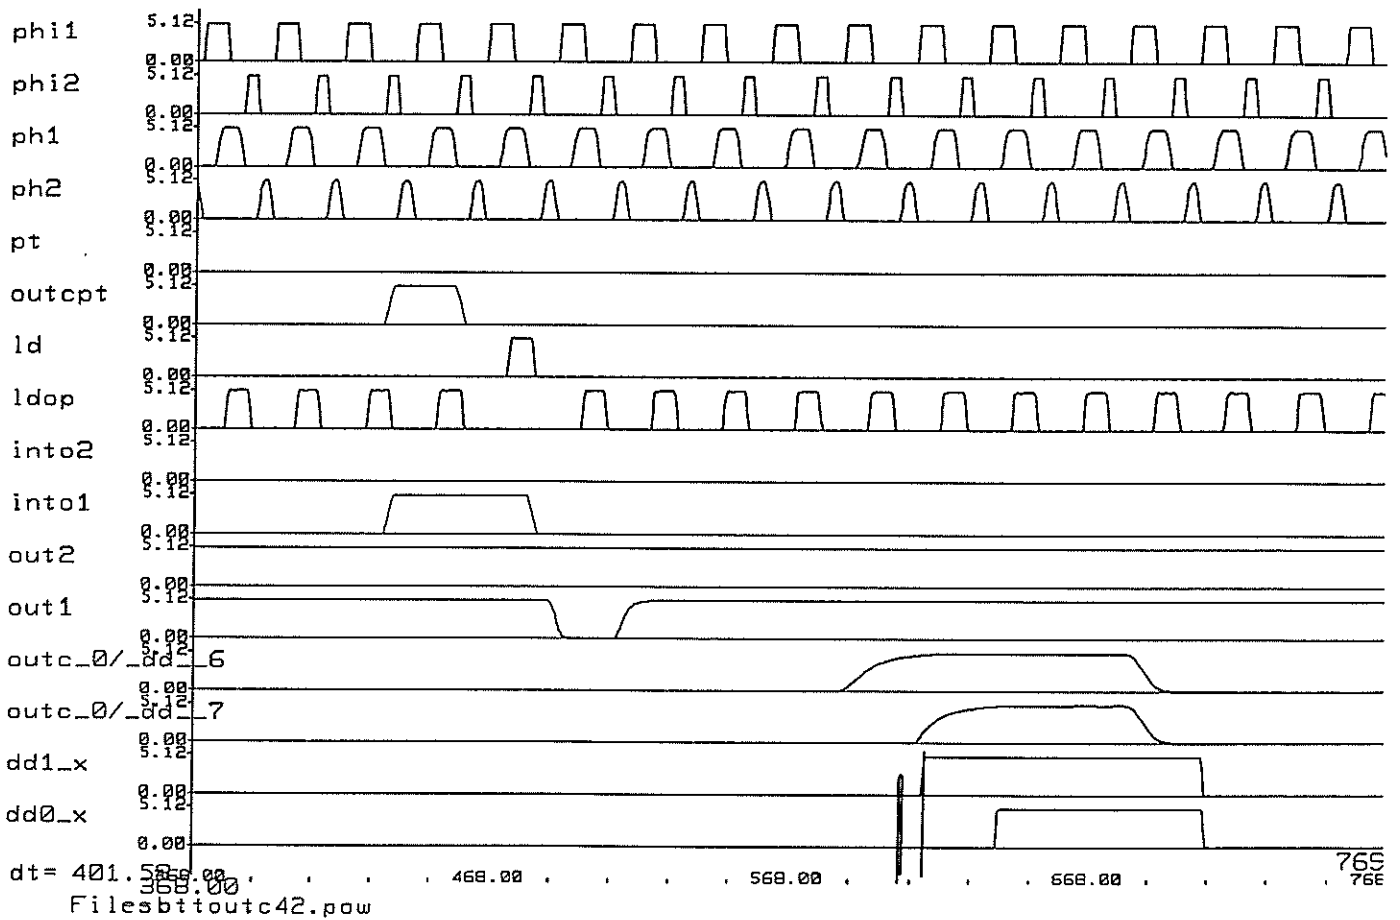 phi1 5.12
0.00
phi2 5.12
0.00
ph1 5.12
0.00
ph2 5.12
0.00
pt 5.12
0.00
outcpt 5.12
0.00
ld 5.12
0.00
ldop 5.12
0.00
into2 5.12
0.00
into1 5.12
0.00
out2 5.12
0.00
out1 5.12
0.00
outc_0/_dd__6 5.12
0.00
outc_0/_dd__7 5.12
0.00
dd1_x 5.12
0.00
dd0_x 5.12
0.00
dt= 401.58 368.00 468.00 568.00 668.00 768
368.00 769
Filesbttoutc42.pow